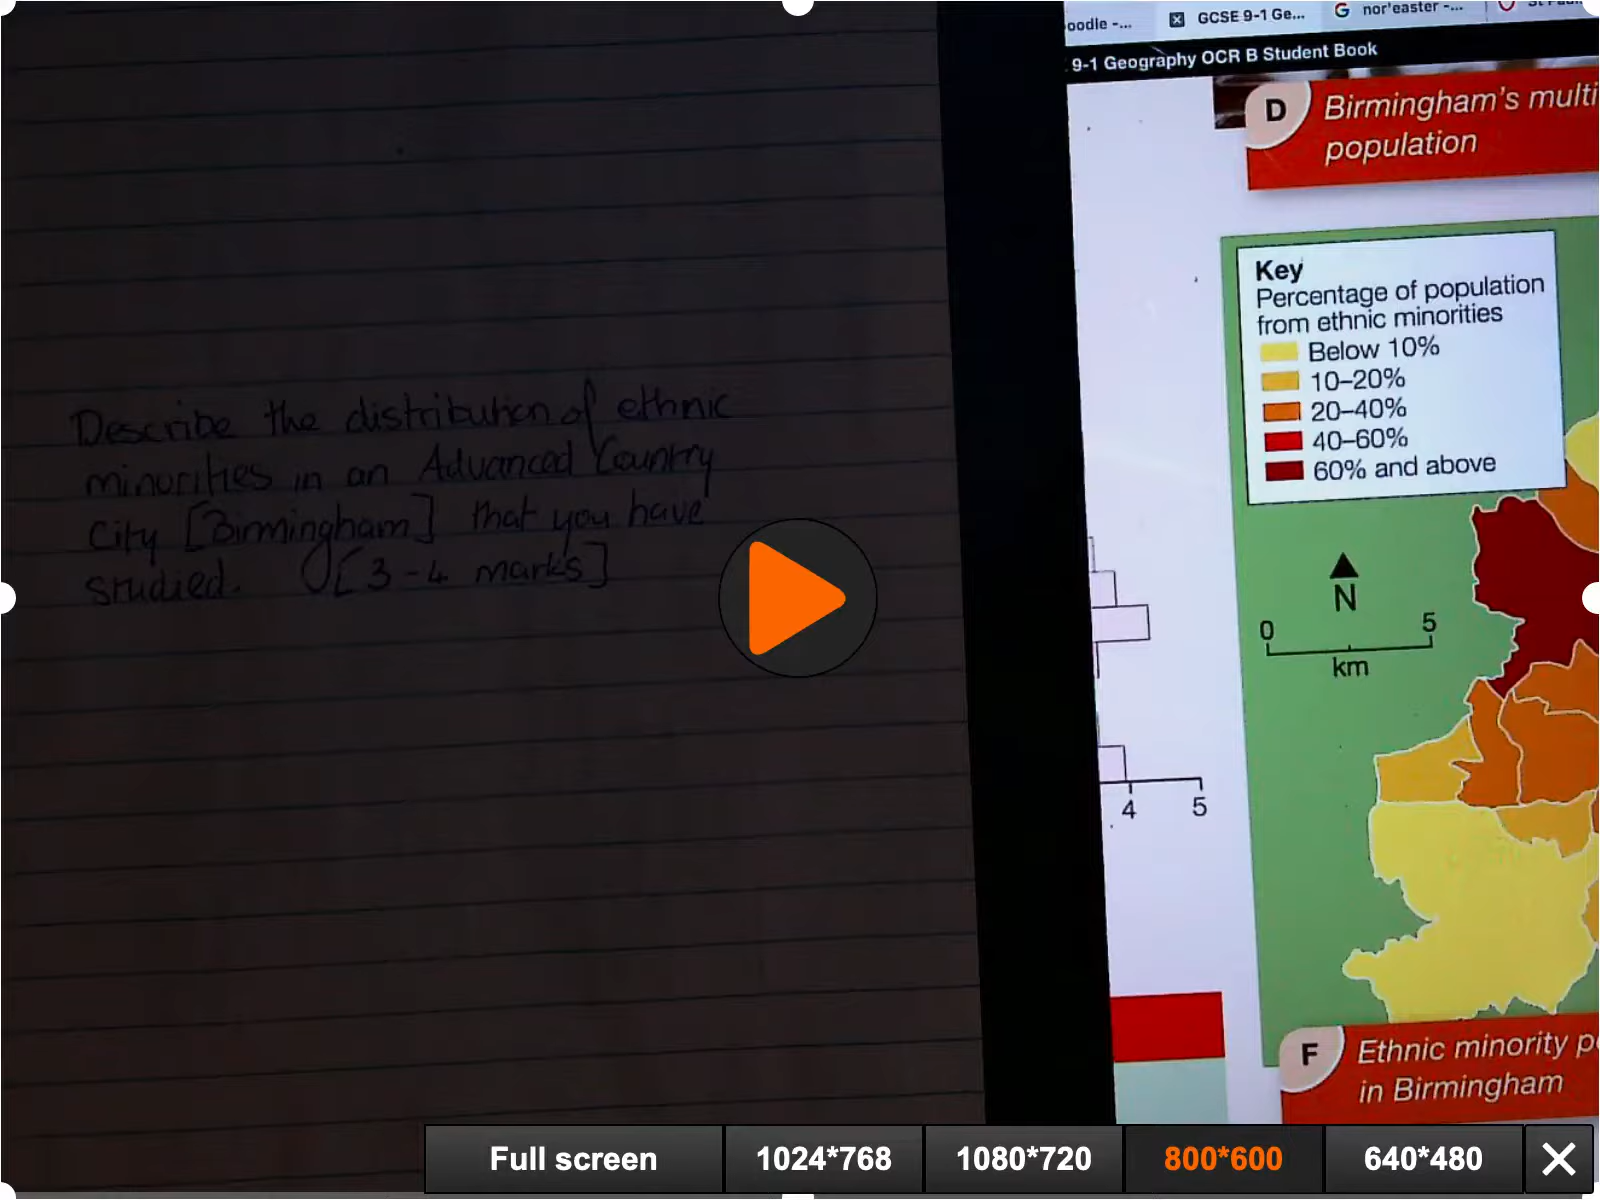 Describe the distribution of ethnic
minorities in an Advanced Country
City [Birmingham] that you have
studied. [3-4 marks]
oodle -...
GCSE 9-1 Ge...
nor'easter -...
9-1 Geography OCR B Student Book
D
Birmingham's multi
population
Key
Percentage of population
from ethnic minorities
Below 10%
10–20%
20–40%
40–60%
60% and above
N
0 5
km
4 5
F
Ethnic minority p
in Birmingham
Full screen
1024*768
1080*720
800*600
640*480